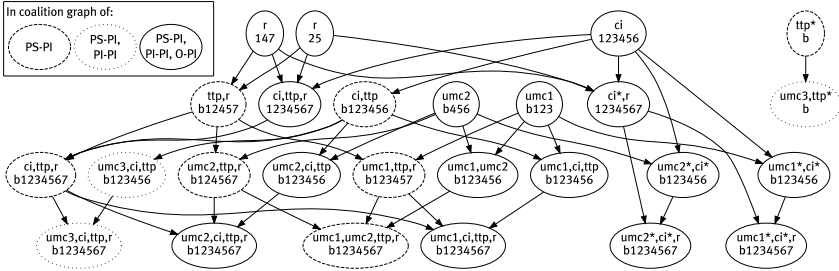 In coalition graph of:
PS-PI
PS-PI,
PI-PI
PS-PI,
PI-PI, O-PI
r
147
r
25
ci
123456
ttp*
b
ttp,r
b12457
ci,ttp,r
1234567
ci,ttp
b123456
umc2
b456
umc1
b123
ci*,r
1234567
umc3,ttp*
b
ci,ttp,r
b1234567
umc3,ci,ttp
b123456
umc2,ttp,r
b124567
umc2,ci,ttp
b123456
umc1,ttp,r
b123457
umc1,umc2
b123456
umc1,ci,ttp
b123456
umc2*,ci*
b123456
umc1*,ci*
b123456
umc3,ci,ttp,r
b1234567
umc2,ci,ttp,r
b1234567
umc1,umc2,ttp,r
b1234567
umc1,ci,ttp,r
b1234567
umc2*,ci*,r
b1234567
umc1*,ci*,r
b1234567